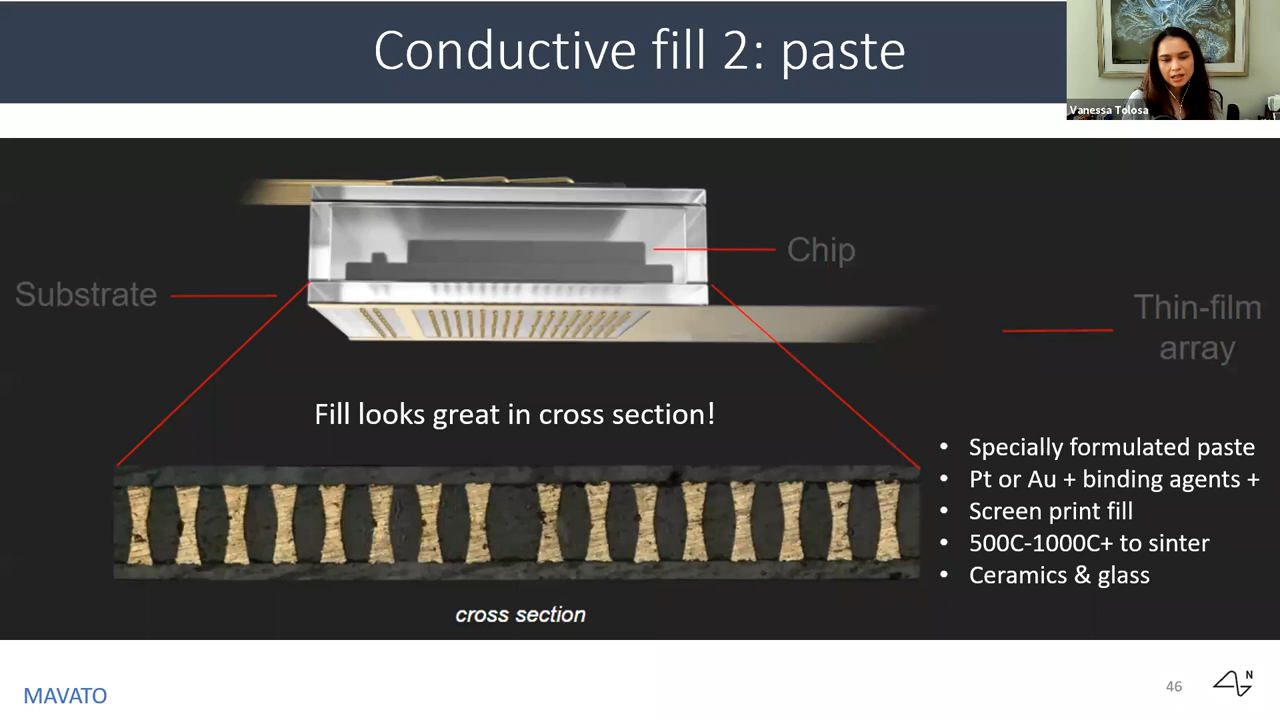 Conductive fill 2: paste
Vanessa Tolosa
Chip
Substrate
Thin-film
array
Fill looks great in cross section!
• Specially formulated paste
• Pt or Au + binding agents +
• Screen print fill
• 500C-1000C+ to sinter
• Ceramics & glass
cross section
MAVATO
46
N